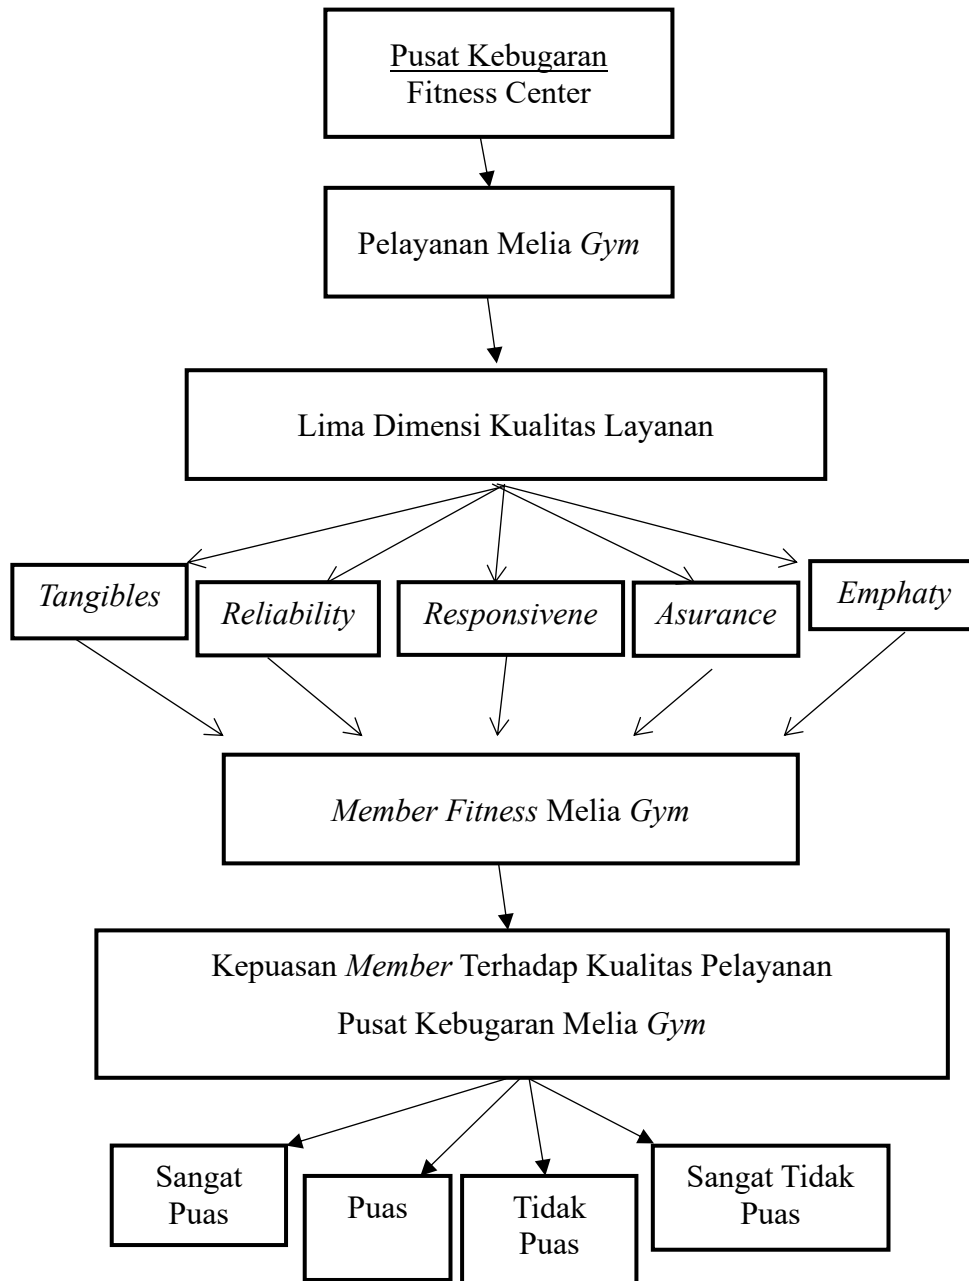 Pusat Kebugaran
Fitness Center
Pelayanan Melia Gym
Lima Dimensi Kualitas Layanan
Tangibles
Reliability
Responsivene
Asurance
Emphaty
Member Fitness Melia Gym
Kepuasan Member Terhadap Kualitas Pelayanan
Pusat Kebugaran Melia Gym
Sangat
Puas
Puas
Tidak
Puas
Sangat Tidak
Puas